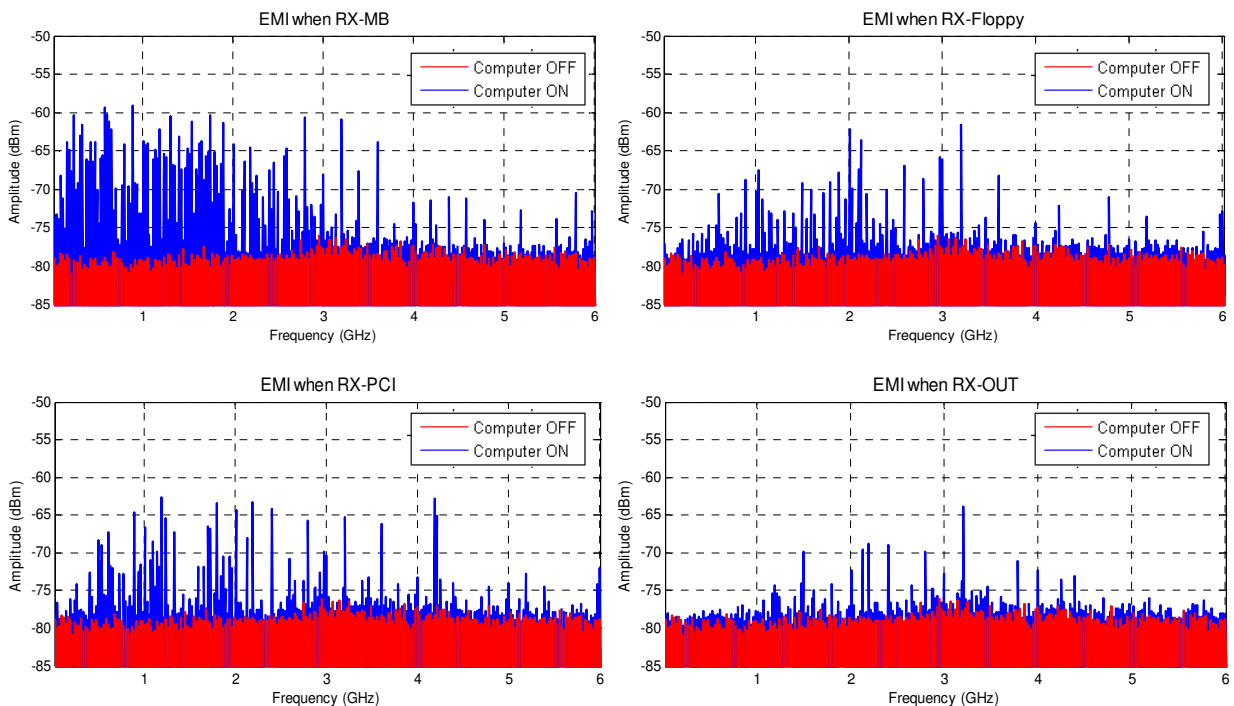 EMI when RX-MB
-50
-55
-60
-65
-70
-75
-80
-85
Amplitude (dBm)
Computer OFF
Computer ON
1 2 3 4 5 6
Frequency (GHz)
EMI when RX-Floppy
-50
-55
-60
-65
-70
-75
-80
-85
Amplitude (dBm)
Computer OFF
Computer ON
1 2 3 4 5 6
Frequency (GHz)
EMI when RX-PCI
-50
-55
-60
-65
-70
-75
-80
-85
Amplitude (dBm)
Computer OFF
Computer ON
1 2 3 4 5 6
Frequency (GHz)
EMI when RX-OUT
-50
-55
-60
-65
-70
-75
-80
-85
Amplitude (dBm)
Computer OFF
Computer ON
1 2 3 4 5 6
Frequency (GHz)